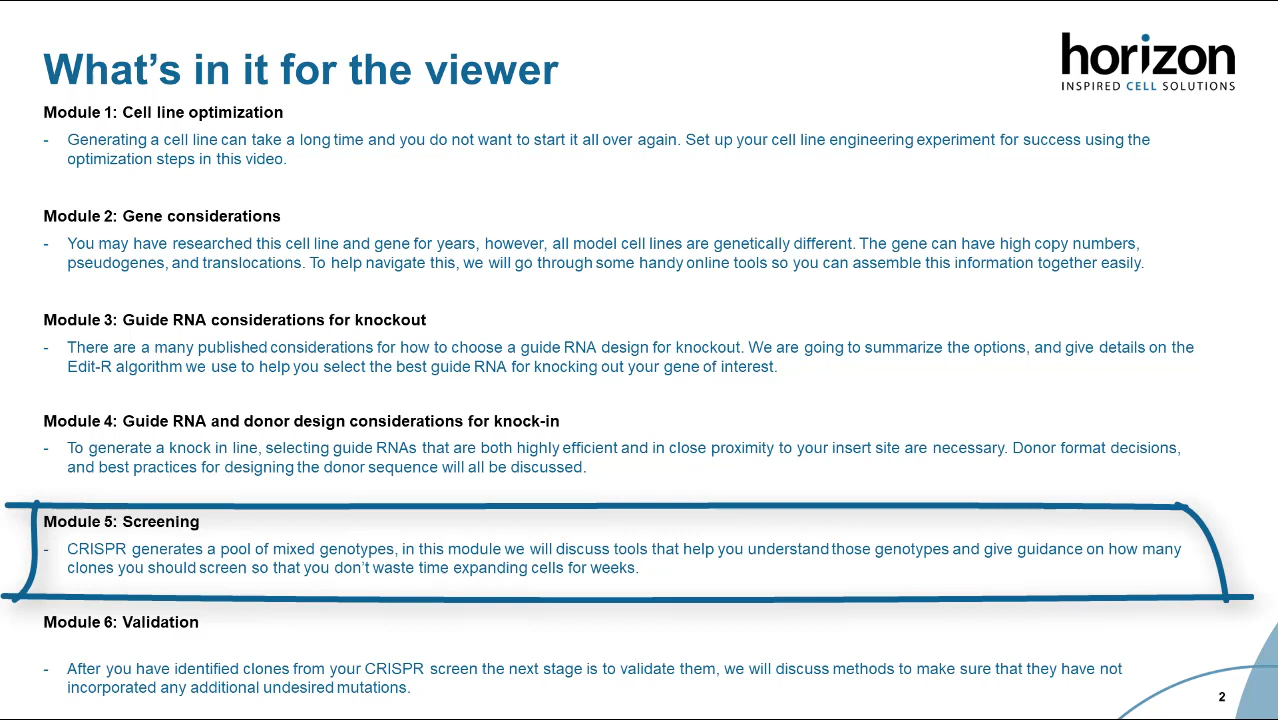 What's in it for the viewer
horizon
INSPIRED CELL SOLUTIONS
Module 1: Cell line optimization
- Generating a cell line can take a long time and you do not want to start it all over again. Set up your cell line engineering experiment for success using the
optimization steps in this video.
Module 2: Gene considerations
- You may have researched this cell line and gene for years, however, all model cell lines are genetically different. The gene can have high copy numbers,
pseudogenes, and translocations. To help navigate this, we will go through some handy online tools so you can assemble this information together easily.
Module 3: Guide RNA considerations for knockout
- There are a many published considerations for how to choose a guide RNA design for knockout. We are going to summarize the options, and give details on the
Edit-R algorithm we use to help you select the best guide RNA for knocking out your gene of interest.
Module 4: Guide RNA and donor design considerations for knock-in
- To generate a knock in line, selecting guide RNAs that are both highly efficient and in close proximity to your insert site are necessary. Donor format decisions,
and best practices for designing the donor sequence will all be discussed.
Module 5: Screening
- CRISPR generates a pool of mixed genotypes, in this module we will discuss tools that help you understand those genotypes and give guidance on how many
clones you should screen so that you don't waste time expanding cells for weeks.
Module 6: Validation
- After you have identified clones from your CRISPR screen the next stage is to validate them, we will discuss methods to make sure that they have not
incorporated any additional undesired mutations.
2